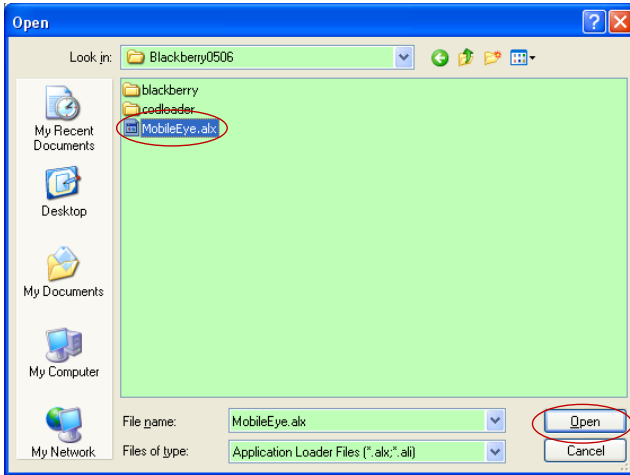 Open
Look in: Blackberry0506
blackberry
codloader
MobileEye.alx
My Recent
Documents
Desktop
My Documents
My Computer
My Network
File name: MobileEye.alx Open
Files of type: Application Loader Files (*.alx;*.ali) Cancel